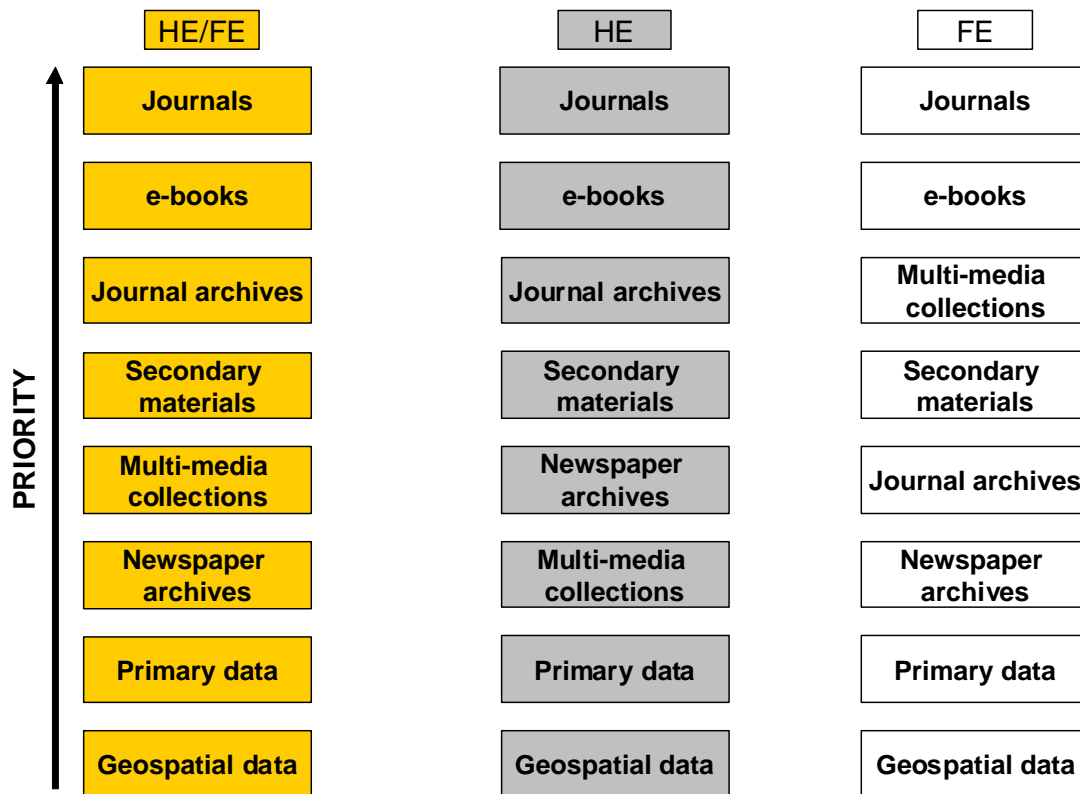 HE/FE
HE
FE
PRIORITY
Journals
Journals
Journals
e-books
e-books
e-books
Journal archives
Journal archives
Multi-media
collections
Secondary
materials
Secondary
materials
Secondary
materials
Multi-media
collections
Newspaper
archives
Journal archives
Newspaper
archives
Multi-media
collections
Newspaper
archives
Primary data
Primary data
Primary data
Geospatial data
Geospatial data
Geospatial data